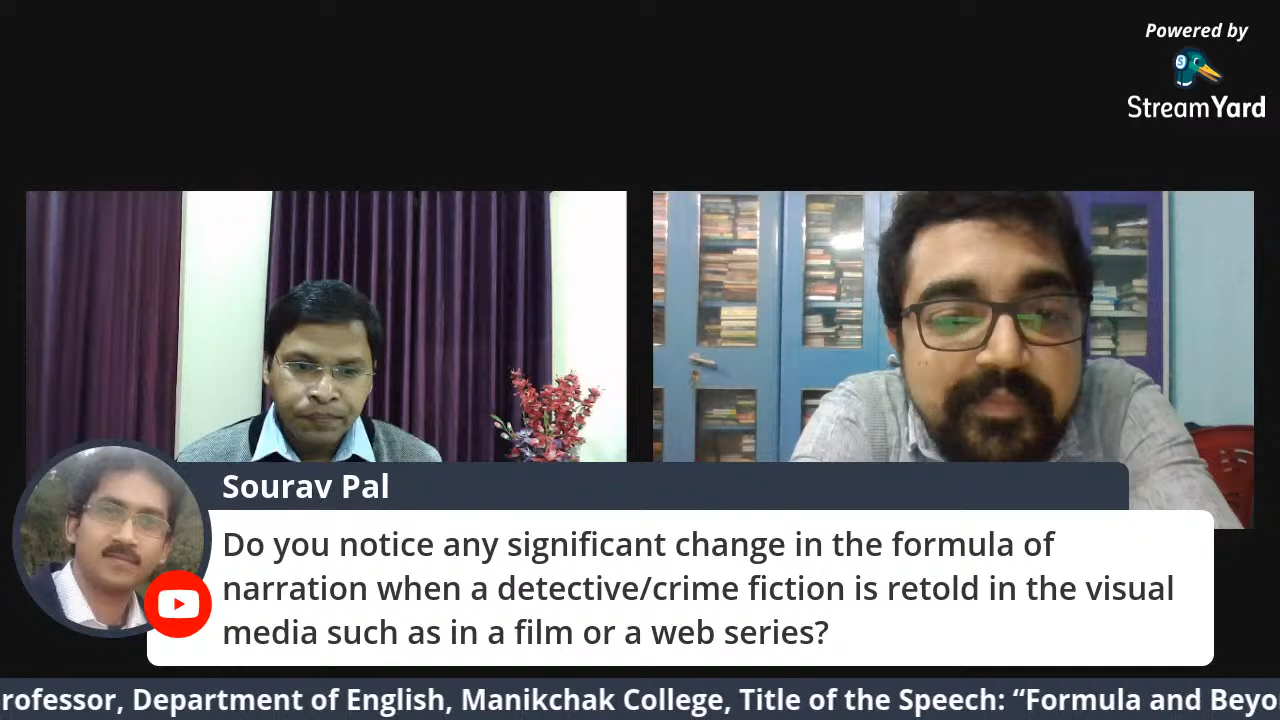 Powered by
StreamYard
Sourav Pal
Do you notice any significant change in the formula of
narration when a detective/crime fiction is retold in the visual
media such as in a film or a web series?
rofessor, Department of English, Manikchak College, Title of the Speech: “Formula and Beyo